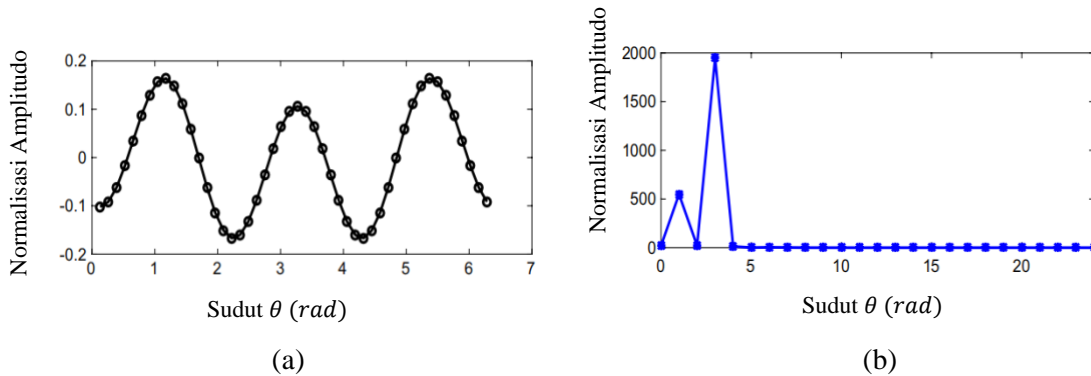 Normalisasi Amplitudo
0.2
0.1
0
-0.1
-0.2
0 1 2 3 4 5 6 7
Sudut θ (rad)
(a)
Normalisasi Amplitudo
2000
1500
1000
500
0
0 5 10 15 20
Sudut θ (rad)
(b)